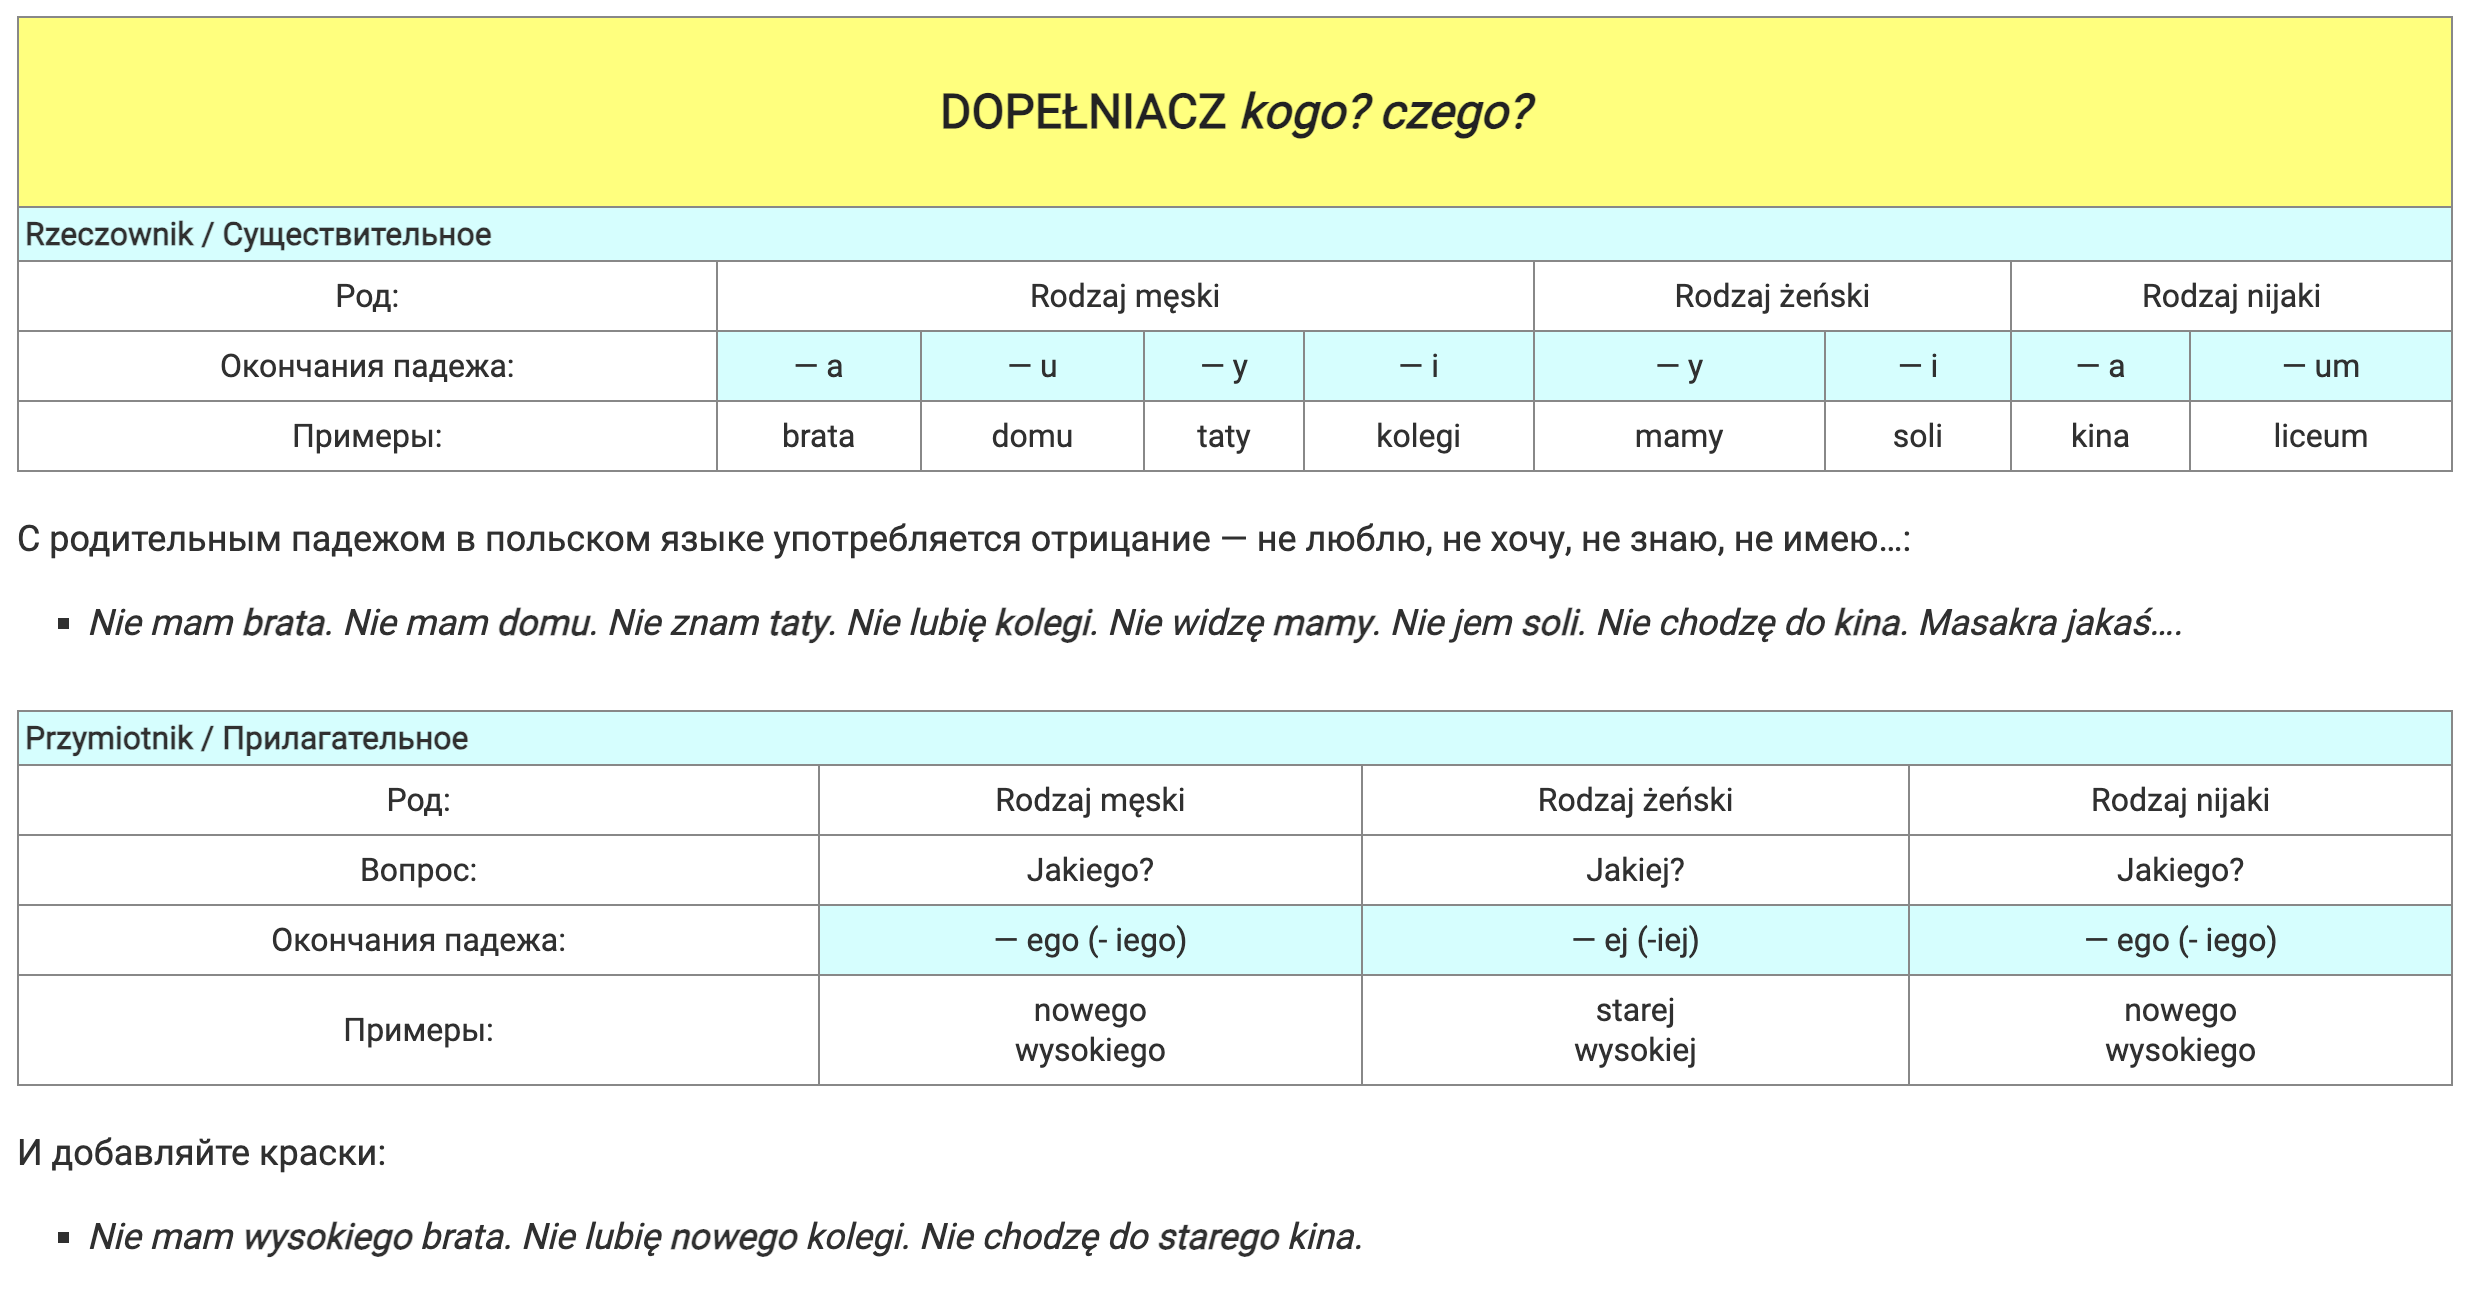 DOPEŁNIACZ kogo? czego?
Rzeczownik / Существительное
Род: Rodzaj męski Rodzaj żeński Rodzaj nijaki
Окончания падежа: — a — u — y — i — y — i — a — um
Примеры: brata domu taty kolegi mamy soli kina liceum
С родительным падежом в польском языке употребляется отрицание — не люблю, не хочу, не знаю, не имею…:
▪ Nie mam brata. Nie mam domu. Nie znam taty. Nie lubię kolegi. Nie widzę mamy. Nie jem soli. Nie chodzę do kina. Masakra jakaś….
Przymiotnik / Прилагательное
Род: Rodzaj męski Rodzaj żeński Rodzaj nijaki
Вопрос: Jakiego? Jakiej? Jakiego?
Окончания падежа: — ego (- iego) — ej (-iej) — ego (- iego)
Примеры: nowego starej nowego
wysokiego wysokiej wysokiego
И добавляйте краски:
▪ Nie mam wysokiego brata. Nie lubię nowego kolegi. Nie chodzę do starego kina.